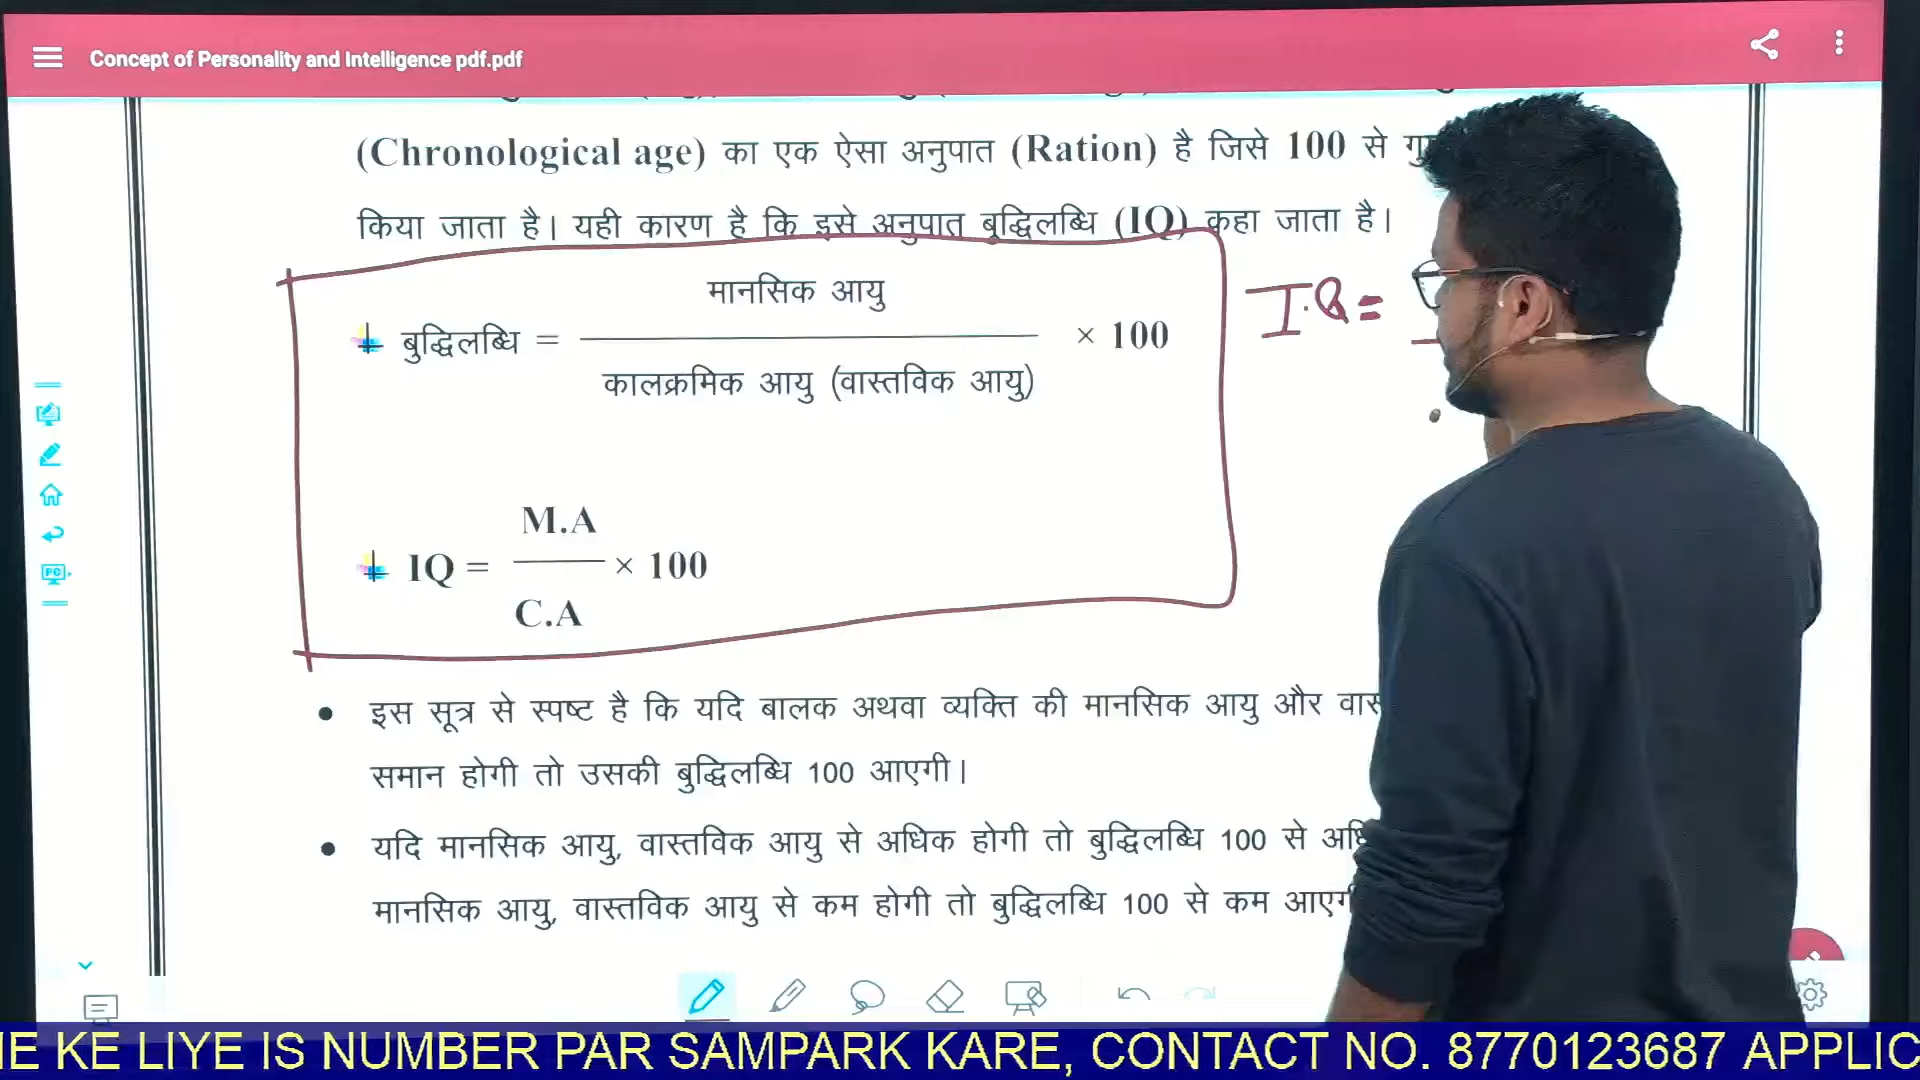 Concept of Personality and Intelligence pdf.pdf
(Chronological age) का एक ऐसा अनुपात (Ration) है जिसे 100 से
किया जाता है। यही कारण है कि इसे अनुपात बुद्धिलब्धि (IQ) कहा जाता है।
मानसिक आयु
बुद्धिलब्धि = × 100
कालक्रमिक आयु (वास्तविक आयु)
I.Q =
M.A
IQ = × 100
C.A
• इस सूत्र से स्पष्ट है कि यदि बालक अथवा व्यक्ति की मानसिक आयु और
समान होगी तो उसकी बुद्धिलब्धि 100 आएगी।
• यदि मानसिक आयु, वास्तविक आयु से अधिक होगी तो बुद्धिलब्धि 100 से
मानसिक आयु, वास्तविक आयु से कम होगी तो बुद्धिलब्धि 100 से कम
KE LIYE IS NUMBER PAR SAMPARK KARE, CONTACT NO. 8770123687 APPLIC